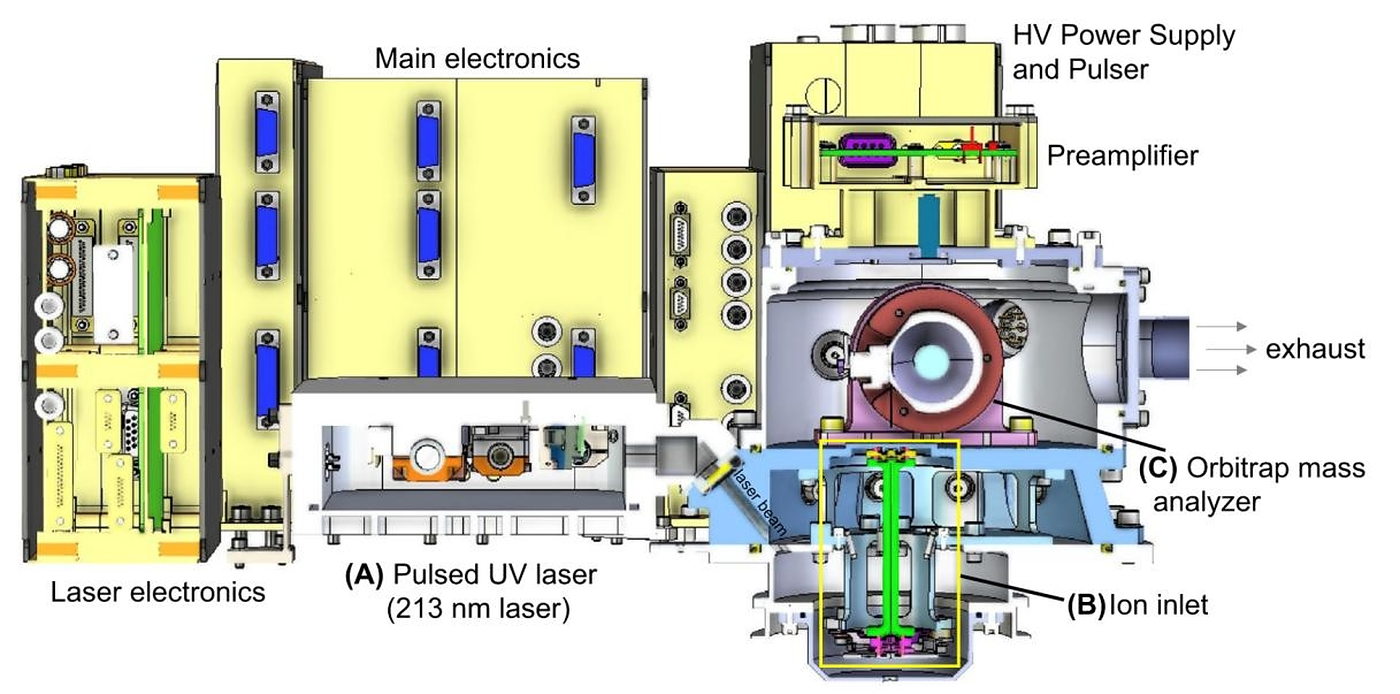 HV Power Supply
and Pulser
Main electronics
Preamplifier
exhaust
(C) Orbitrap mass
analyzer
laser beam
(A) Pulsed UV laser
(213 nm laser)
Laser electronics
(B) Ion inlet